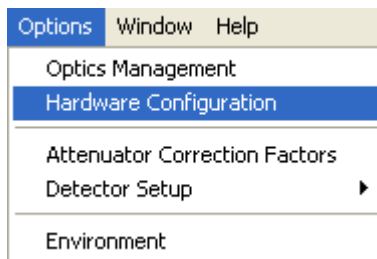 Options Window Help
Optics Management
Hardware Configuration
Attenuator Correction Factors
Detector Setup
Environment